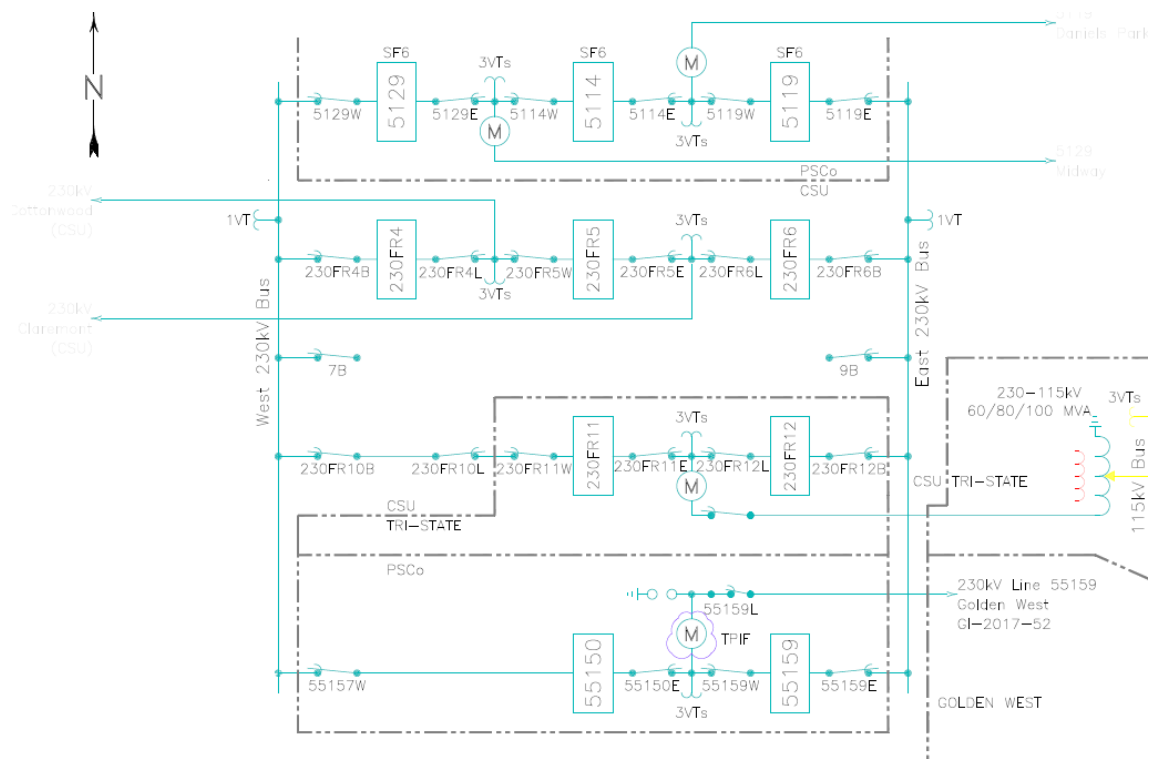 5119
Daniels Park
SF6
3VTs
SF6
M
SF6
N
5129
5114
5119
5129W
5129E
5114W
5114E
5119W
5119E
M
3VTs
PSCo
CSU
5129
Midway
230kV
Cottonwood
(CSU)
1VT
3VTs
1VT
230FR4
230FR5
230FR6
230FR4B
230FR4L
230FR5W
230FR5E
230FR6L
230FR6B
3VTs
West 230kV Bus
East 230kV Bus
230kV
Claremont
(CSU)
7B
9B
230-115kV
60/80/100 MVA
3VTs
115kV Bus
3VTs
230FR11
230FR12
230FR10B
230FR10L
230FR11W
230FR11E
230FR12L
230FR12B
M
CSU
TRI-STATE
CSU
TRI-STATE
PSCo
55159L
230kV Line 55159
Golden West
GI-2017-52
M
TPIF
55150
55159
55157W
55150E
55159W
55159E
3VTs
GOLDEN WEST